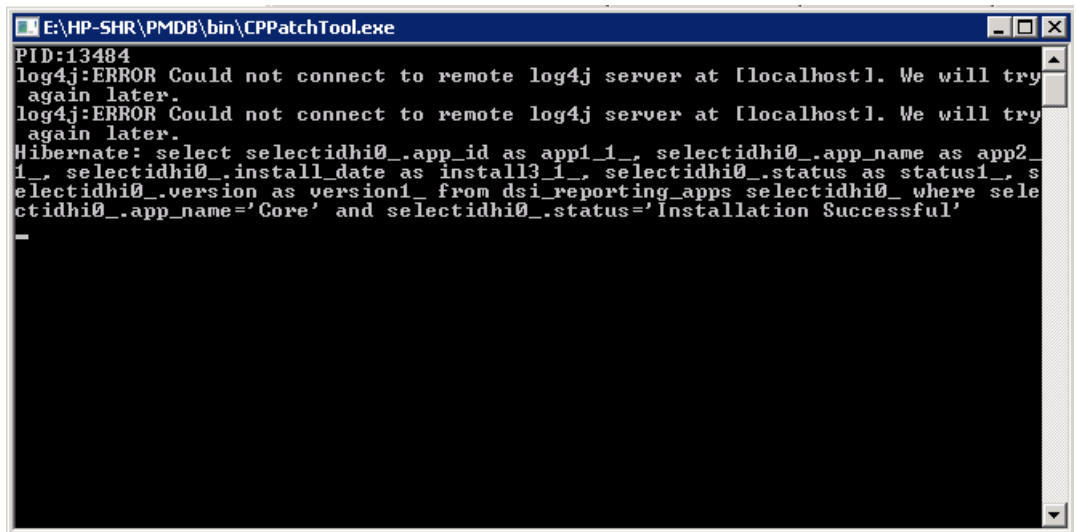 E:\HP-SHR\PMDB\bin\CPPatchTool.exe
PID:13484
log4j:ERROR Could not connect to remote log4j server at [localhost]. We will try
 again later.
log4j:ERROR Could not connect to remote log4j server at [localhost]. We will try
 again later.
Hibernate: select selectidhi0_.app_id as app1_1_, selectidhi0_.app_name as app2_
1_, selectidhi0_.install_date as install3_1_, selectidhi0_.status as status1_, s
electidhi0_.version as version1_ from dsi_reporting_apps selectidhi0_ where sele
ctidhi0_.app_name='Core' and selectidhi0_.status='Installation Successful'